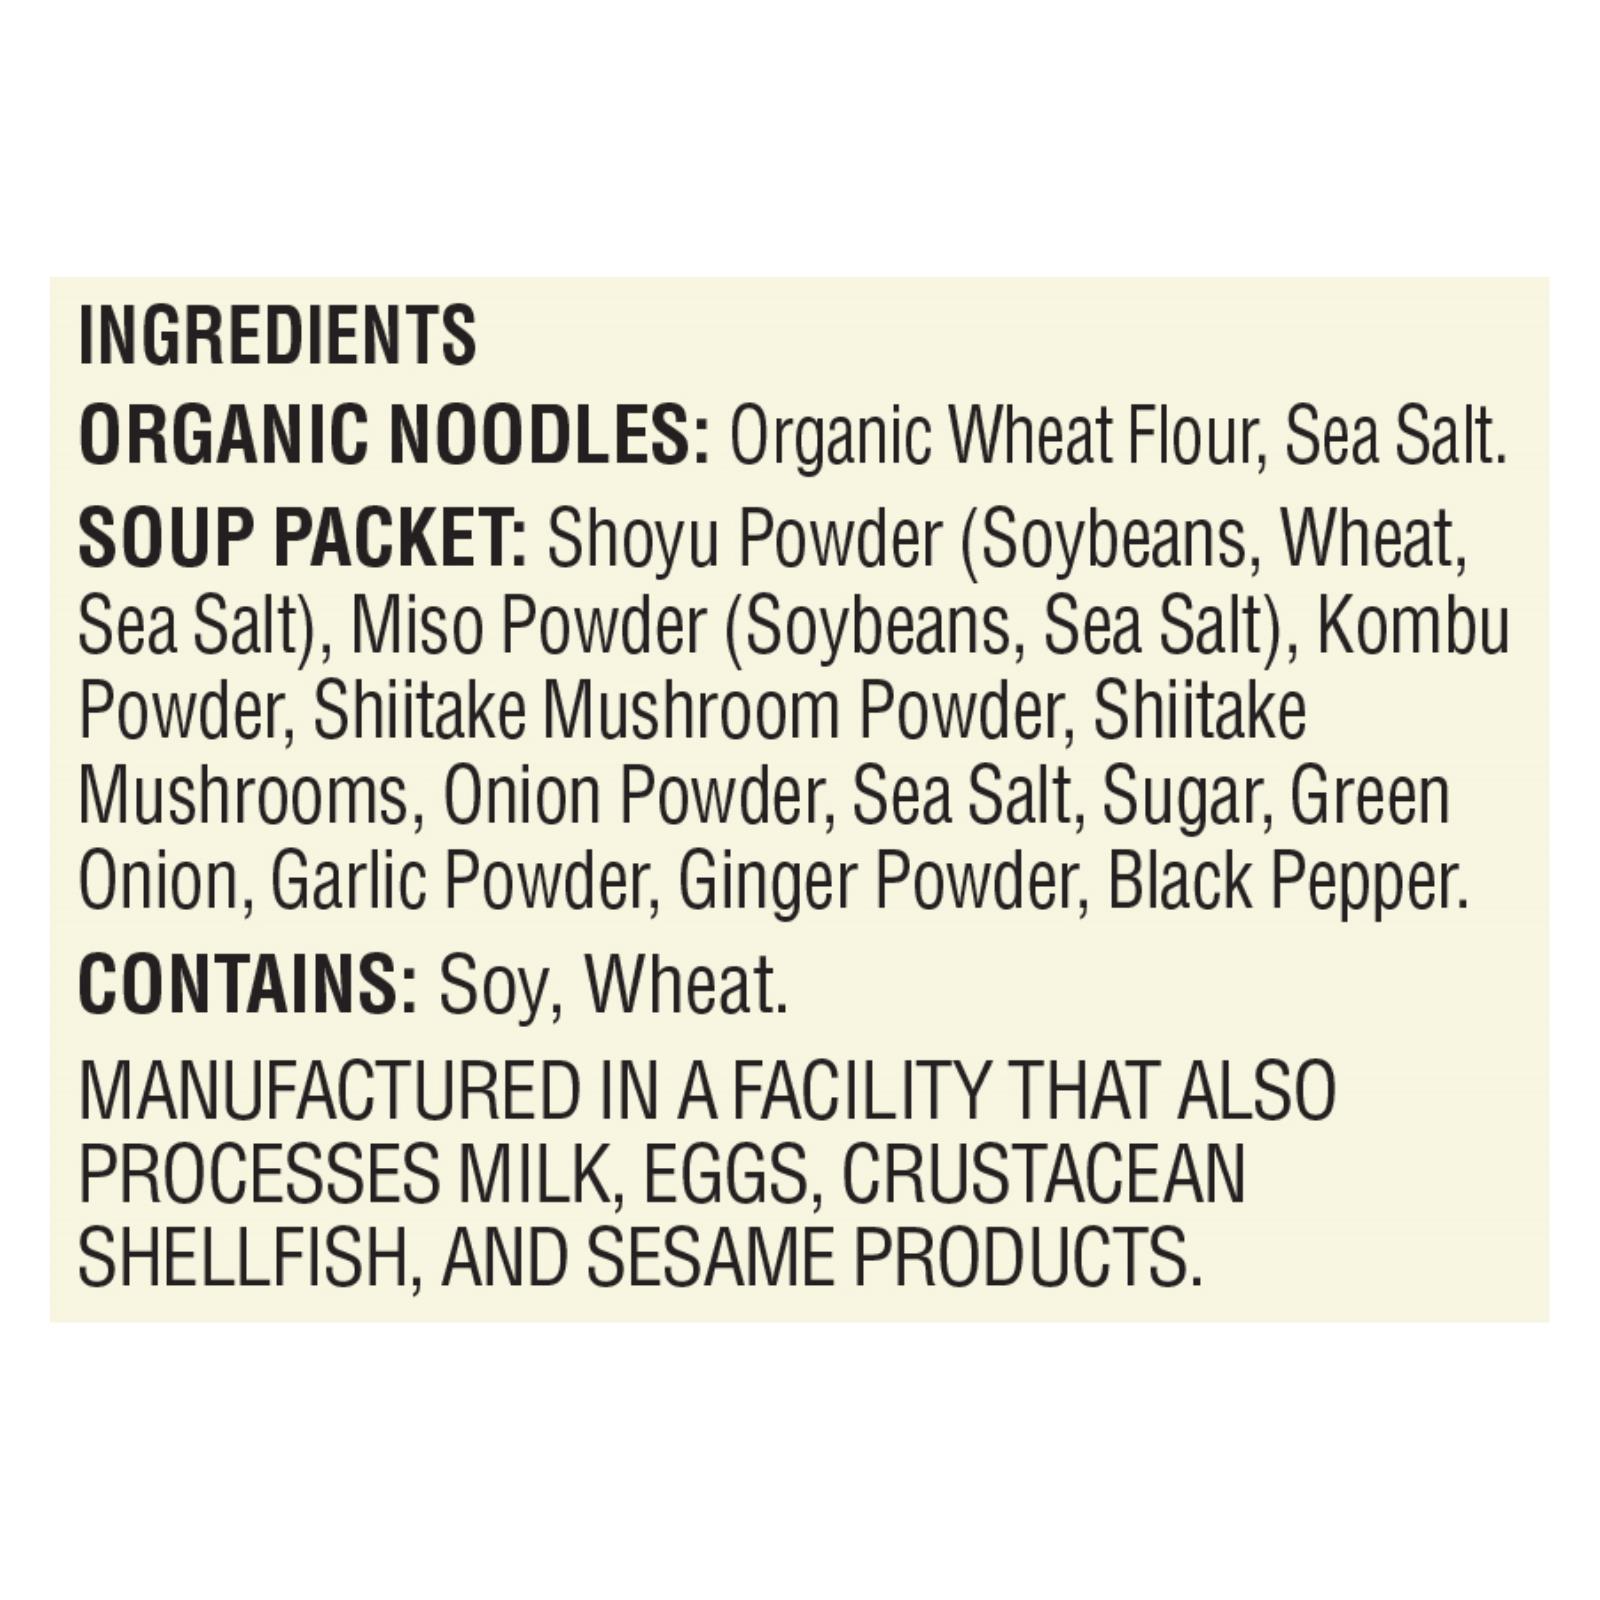 INGREDIENTS
ORGANIC NOODLES: Organic Wheat Flour, Sea Salt.
SOUP PACKET: Shoyu Powder (Soybeans, Wheat,
Sea Salt), Miso Powder (Soybeans, Sea Salt), Kombu
Powder, Shiitake Mushroom Powder, Shiitake
Mushrooms, Onion Powder, Sea Salt, Sugar, Green
Onion, Garlic Powder, Ginger Powder, Black Pepper.
CONTAINS: Soy, Wheat.
MANUFACTURED IN A FACILITY THAT ALSO
PROCESSES MILK, EGGS, CRUSTACEAN
SHELLFISH, AND SESAME PRODUCTS.